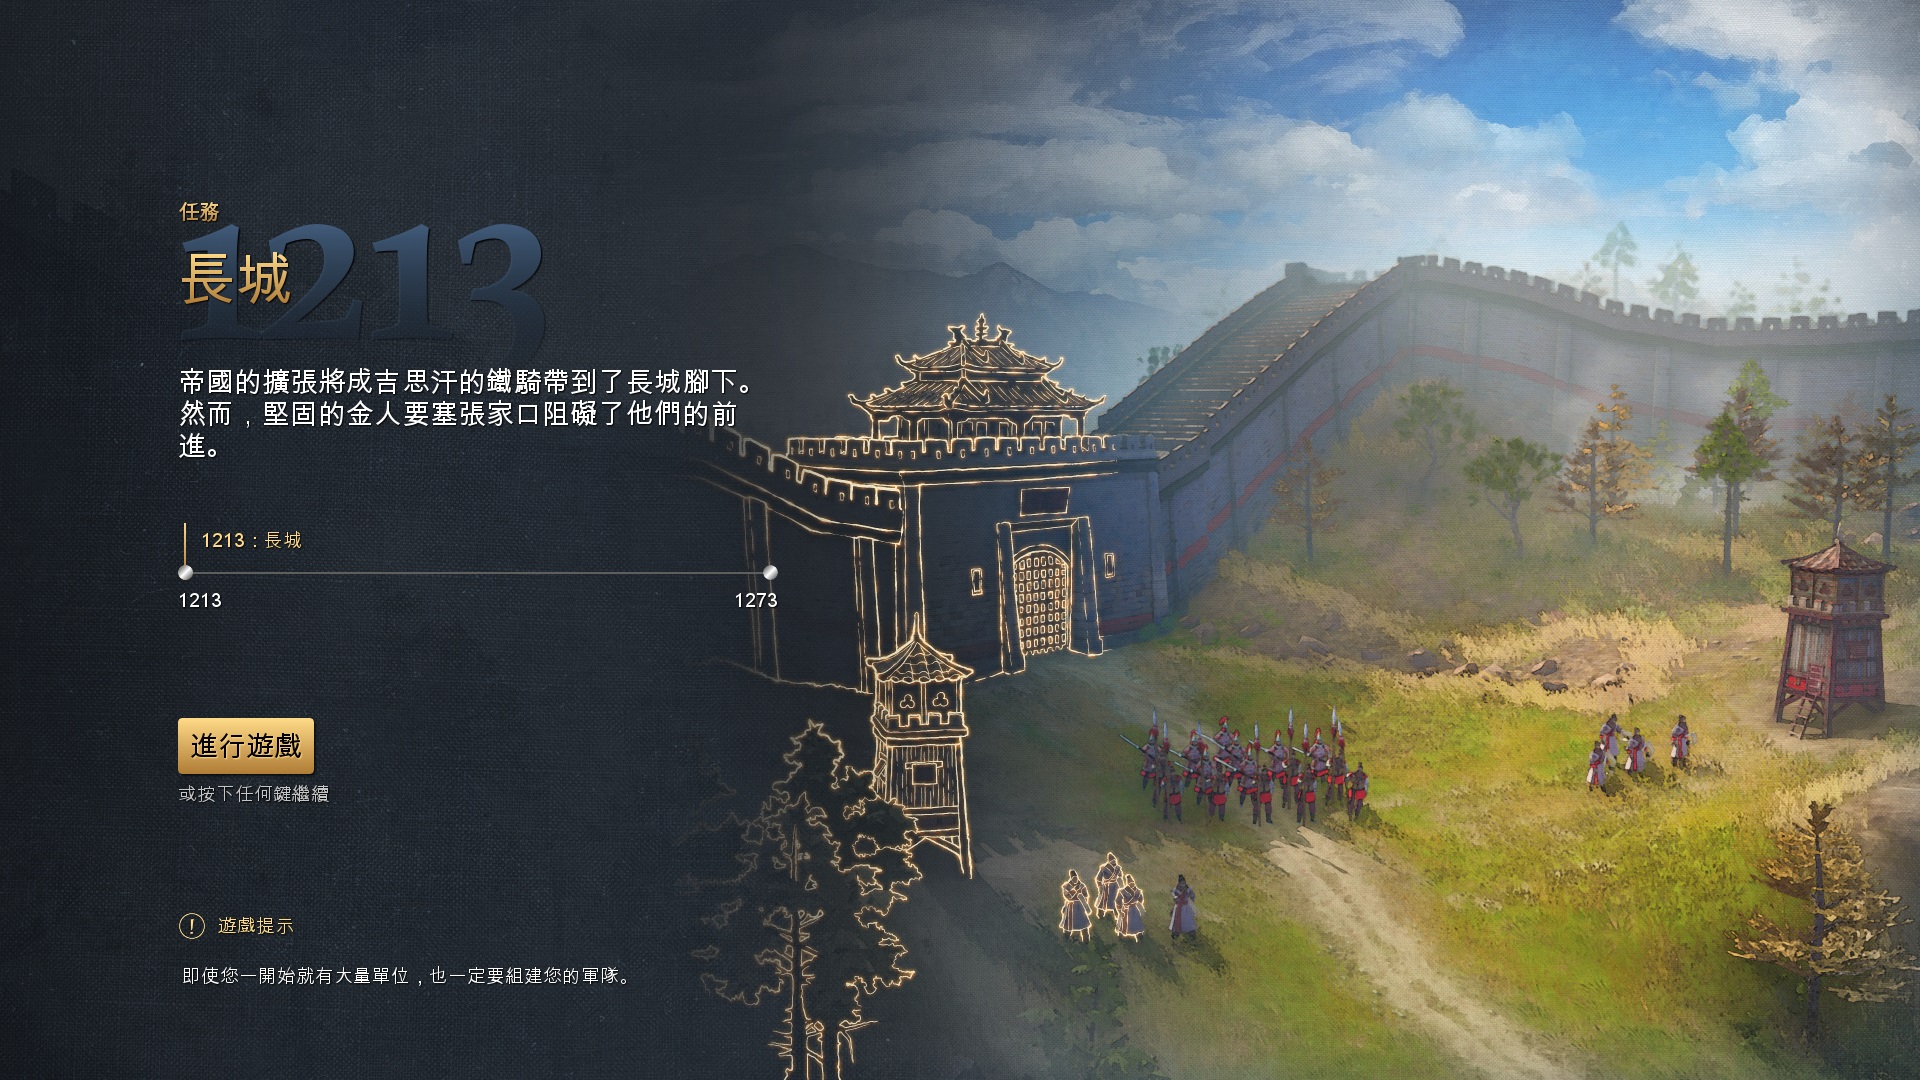 任務
1213
長城
帝國的擴張將成吉思汗的鐵騎帶到了長城腳下。
然而，堅固的金人要塞張家口阻礙了他們的前
進。
1213：長城
1213
1273
進行遊戲
或按下任何鍵繼續
遊戲提示
即使您一開始就有大量單位，也一定要組建您的軍隊。